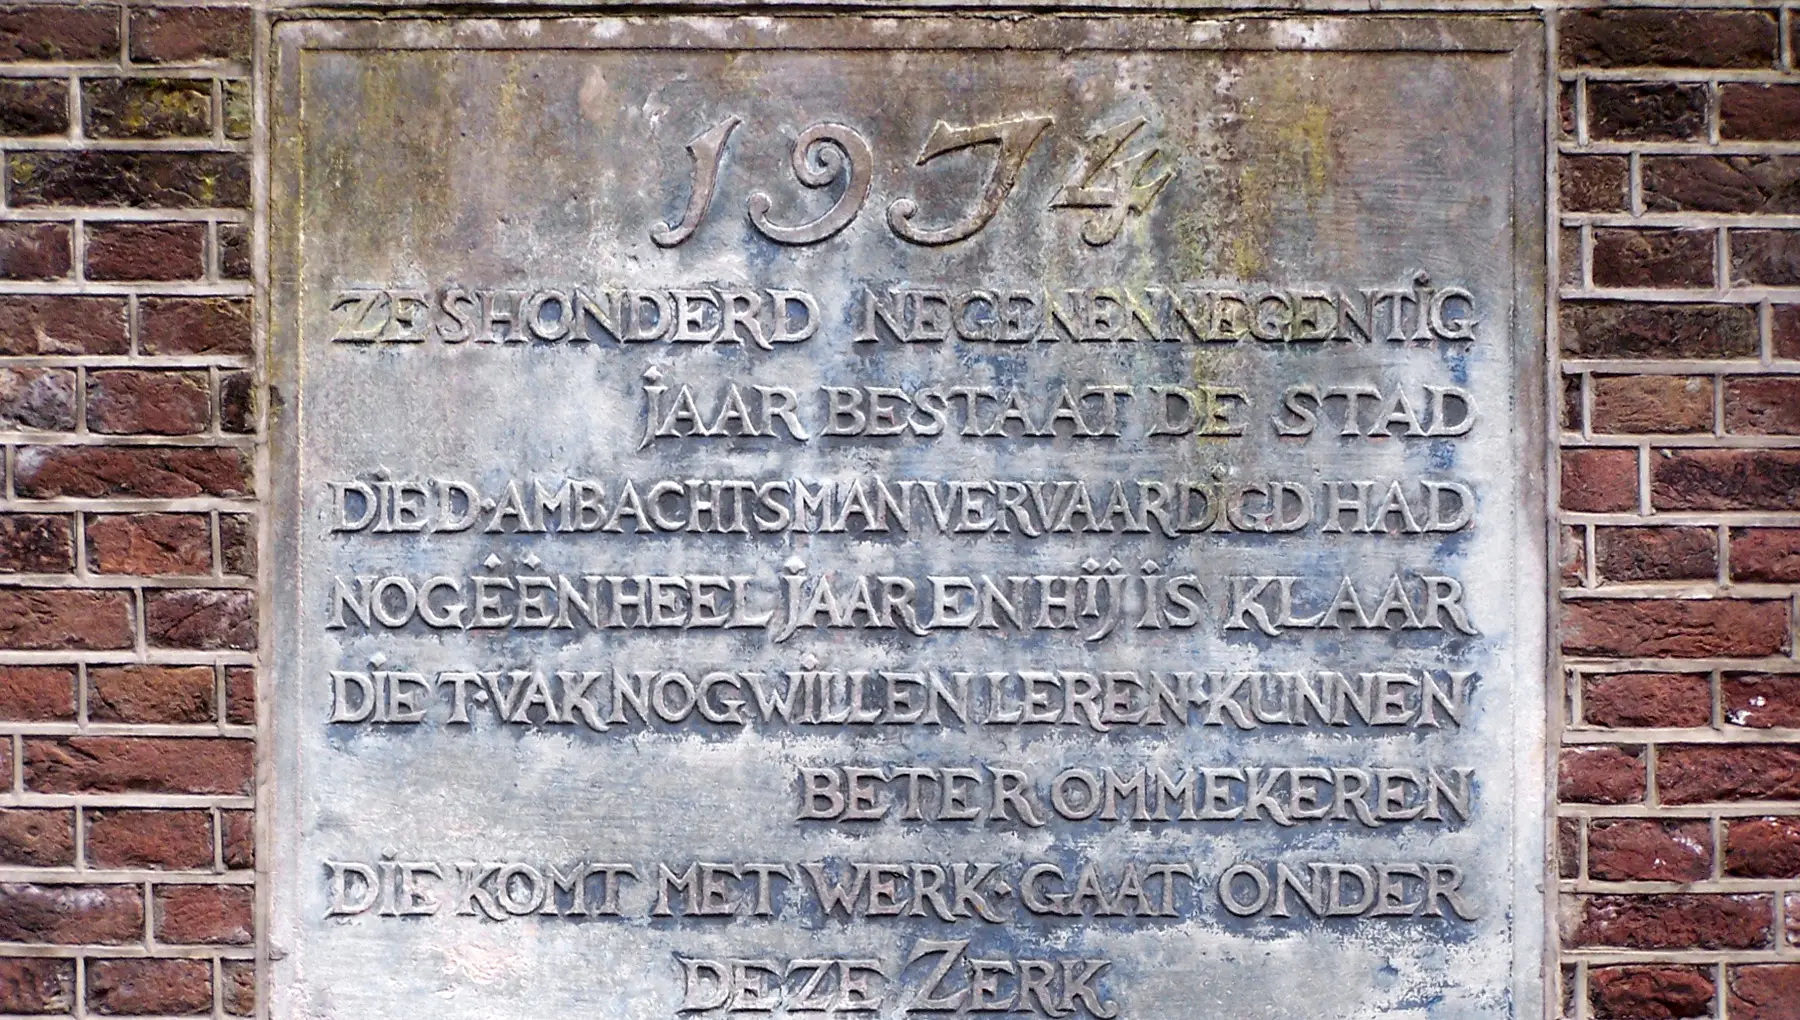 1974
ZESHONDERD NEGENENNEGENTIG
JAAR BESTAAT DE STAD
DIE D·AMBACHTSMAN VERVAARDIGD HAD
NOG ÉÉN HEEL JAAR EN HIJ IS KLAAR
DIE T·VAK NOG WILLEN LEREN·KUNNEN
BETER OMMEKEREN
DIE KOMT MET WERK·GAAT ONDER
DEZE ZERK